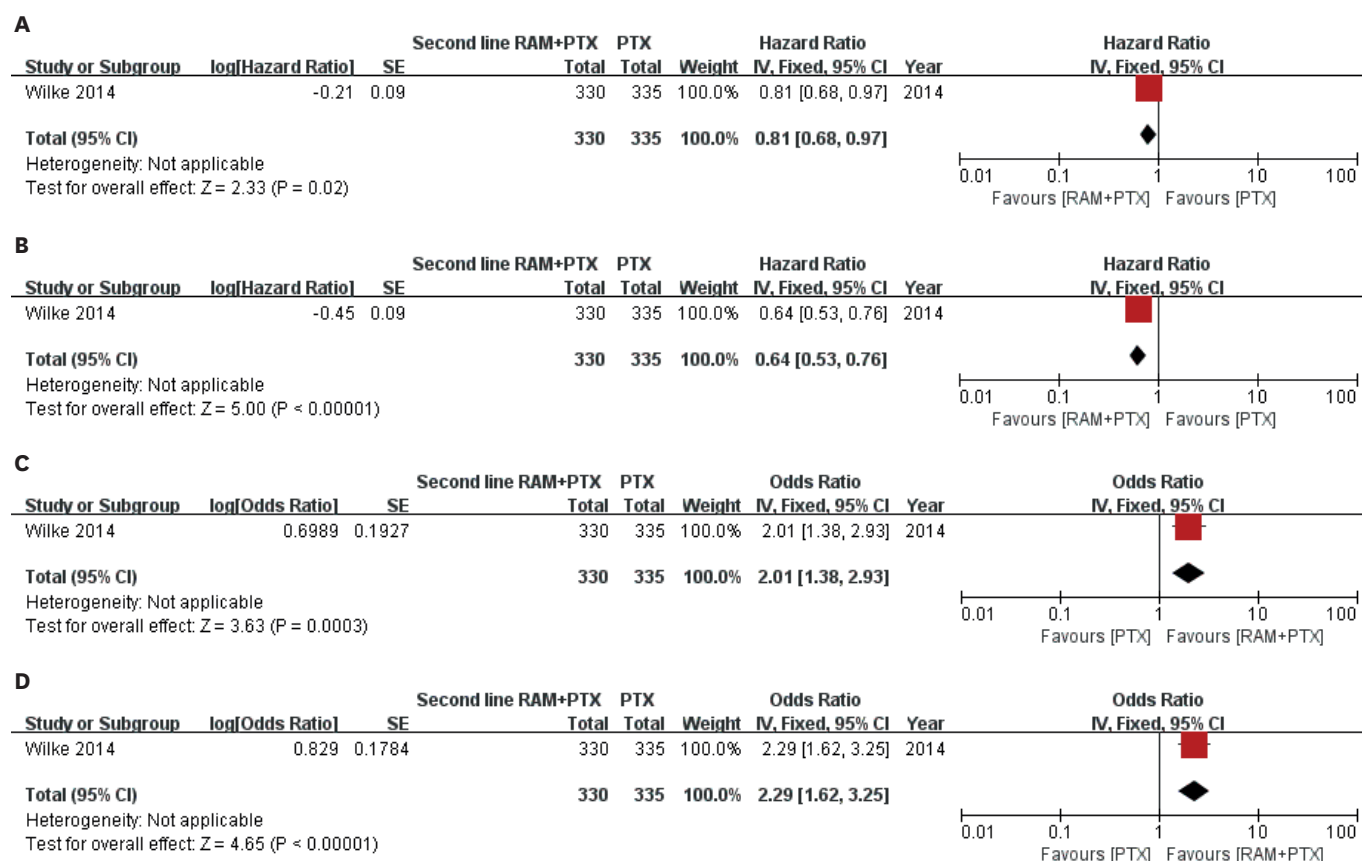 A
Second line RAM+PTX PTX Hazard Ratio Hazard Ratio
Study or Subgroup log[Hazard Ratio] SE Total Total Weight IV, Fixed, 95% CI Year IV, Fixed, 95% CI
Wilke 2014 -0.21 0.09 330 335 100.0% 0.81 [0.68, 0.97] 2014
Total (95% CI) 330 335 100.0% 0.81 [0.68, 0.97]
Heterogeneity: Not applicable
Test for overall effect: Z = 2.33 (P = 0.02)
0.01 0.1 1 10 100
Favours [RAM+PTX] Favours [PTX]
B
Second line RAM+PTX PTX Hazard Ratio Hazard Ratio
Study or Subgroup log[Hazard Ratio] SE Total Total Weight IV, Fixed, 95% CI Year IV, Fixed, 95% CI
Wilke 2014 -0.45 0.09 330 335 100.0% 0.64 [0.53, 0.76] 2014
Total (95% CI) 330 335 100.0% 0.64 [0.53, 0.76]
Heterogeneity: Not applicable
Test for overall effect: Z = 5.00 (P < 0.00001)
0.01 0.1 1 10 100
Favours [RAM+PTX] Favours [PTX]
C
Second line RAM+PTX PTX Odds Ratio Odds Ratio
Study or Subgroup log[Odds Ratio] SE Total Total Weight IV, Fixed, 95% CI Year IV, Fixed, 95% CI
Wilke 2014 0.6989 0.1927 330 335 100.0% 2.01 [1.38, 2.93] 2014
Total (95% CI) 330 335 100.0% 2.01 [1.38, 2.93]
Heterogeneity: Not applicable
Test for overall effect: Z = 3.63 (P = 0.0003)
0.01 0.1 1 10 100
Favours [PTX] Favours [RAM+PTX]
D
Second line RAM+PTX PTX Odds Ratio Odds Ratio
Study or Subgroup log[Odds Ratio] SE Total Total Weight IV, Fixed, 95% CI Year IV, Fixed, 95% CI
Wilke 2014 0.829 0.1784 330 335 100.0% 2.29 [1.62, 3.25] 2014
Total (95% CI) 330 335 100.0% 2.29 [1.62, 3.25]
Heterogeneity: Not applicable
Test for overall effect: Z = 4.65 (P < 0.00001)
0.01 0.1 1 10 100
Favours [PTX] Favours [RAM+PTX]